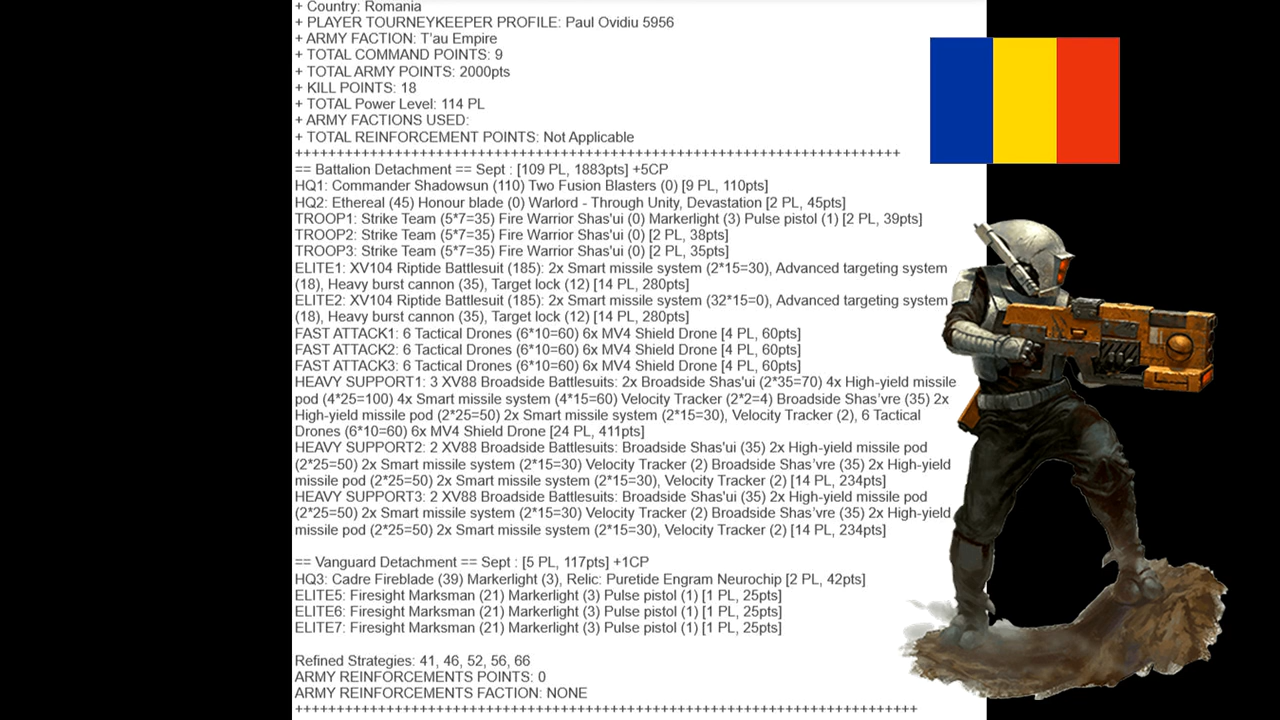 + Country: Romania
+ PLAYER TOURNEYKEEPER PROFILE: Paul Ovidiu 5956
+ ARMY FACTION: T'au Empire
+ TOTAL COMMAND POINTS: 9
+ TOTAL ARMY POINTS: 2000pts
+ KILL POINTS: 18
+ TOTAL Power Level: 114 PL
+ ARMY FACTIONS USED:
+ TOTAL REINFORCEMENT POINTS: Not Applicable
++++++++++++++++++++++++++++++++++++++++++++++++++++++++++++++++++++++++
== Battalion Detachment == Sept : [109 PL, 1883pts] +5CP
HQ1: Commander Shadowsun (110) Two Fusion Blasters (0) [9 PL, 110pts]
HQ2: Ethereal (45) Honour blade (0) Warlord - Through Unity, Devastation [2 PL, 45pts]
TROOP1: Strike Team (5*7=35) Fire Warrior Shas'ui (0) Markerlight (3) Pulse pistol (1) [2 PL, 39pts]
TROOP2: Strike Team (5*7=35) Fire Warrior Shas'ui (0) [2 PL, 38pts]
TROOP3: Strike Team (5*7=35) Fire Warrior Shas'ui (0) [2 PL, 35pts]
ELITE1: XV104 Riptide Battlesuit (185): 2x Smart missile system (2*15=30), Advanced targeting system
(18), Heavy burst cannon (35), Target lock (12) [14 PL, 280pts]
ELITE2: XV104 Riptide Battlesuit (185): 2x Smart missile system (32*15=0), Advanced targeting system
(18), Heavy burst cannon (35), Target lock (12) [14 PL, 280pts]
FAST ATTACK1: 6 Tactical Drones (6*10=60) 6x MV4 Shield Drone [4 PL, 60pts]
FAST ATTACK2: 6 Tactical Drones (6*10=60) 6x MV4 Shield Drone [4 PL, 60pts]
FAST ATTACK3: 6 Tactical Drones (6*10=60) 6x MV4 Shield Drone [4 PL, 60pts]
HEAVY SUPPORT1: 3 XV88 Broadside Battlesuits: 2x Broadside Shas'ui (2*35=70) 4x High-yield missile
pod (4*25=100) 4x Smart missile system (4*15=60) Velocity Tracker (2*2=4) Broadside Shas'vre (35) 2x
High-yield missile pod (2*25=50) 2x Smart missile system (2*15=30), Velocity Tracker (2), 6 Tactical
Drones (6*10=60) 6x MV4 Shield Drone [24 PL, 411pts]
HEAVY SUPPORT2: 2 XV88 Broadside Battlesuits: Broadside Shas'ui (35) 2x High-yield missile pod
(2*25=50) 2x Smart missile system (2*15=30) Velocity Tracker (2) Broadside Shas'vre (35) 2x High-yield
missile pod (2*25=50) 2x Smart missile system (2*15=30), Velocity Tracker (2) [14 PL, 234pts]
HEAVY SUPPORT3: 2 XV88 Broadside Battlesuits: Broadside Shas'ui (35) 2x High-yield missile pod
(2*25=50) 2x Smart missile system (2*15=30) Velocity Tracker (2) Broadside Shas'vre (35) 2x High-yield
missile pod (2*25=50) 2x Smart missile system (2*15=30), Velocity Tracker (2) [14 PL, 234pts]
== Vanguard Detachment == Sept : [5 PL, 117pts] +1CP
HQ3: Cadre Fireblade (39) Markerlight (3), Relic: Puretide Engram Neurochip [2 PL, 42pts]
ELITE5: Firesight Marksman (21) Markerlight (3) Pulse pistol (1) [1 PL, 25pts]
ELITE6: Firesight Marksman (21) Markerlight (3) Pulse pistol (1) [1 PL, 25pts]
ELITE7: Firesight Marksman (21) Markerlight (3) Pulse pistol (1) [1 PL, 25pts]
Refined Strategies: 41, 46, 52, 56, 66
ARMY REINFORCEMENTS POINTS: 0
ARMY REINFORCEMENTS FACTION: NONE
++++++++++++++++++++++++++++++++++++++++++++++++++++++++++++++++++++++++++